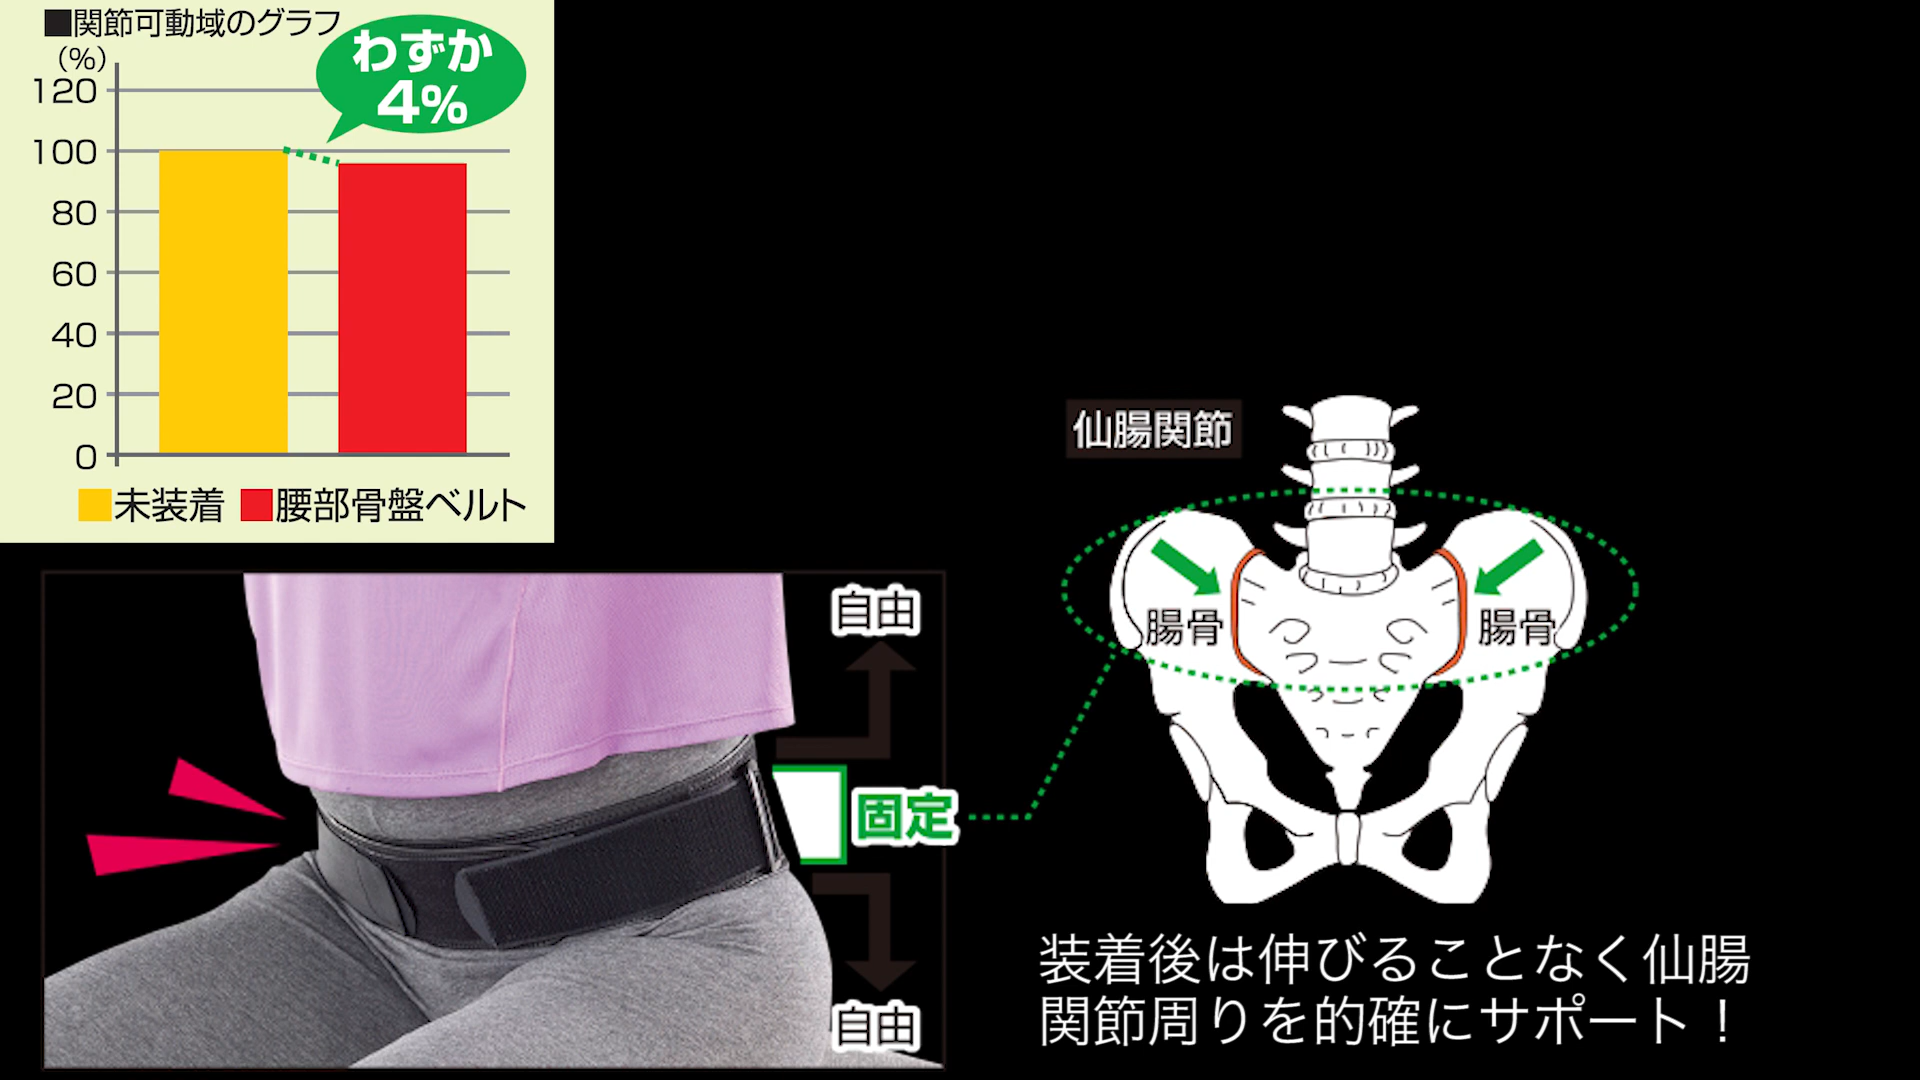 ■関節可動域のグラフ
(%)
わずか
4%
120
100
80
60
40
20
0
未装着 腰部骨盤ベルト
仙腸関節
腸骨 腸骨
自由
固定
自由
装着後は伸びることなく仙腸
関節周りを的確にサポート！